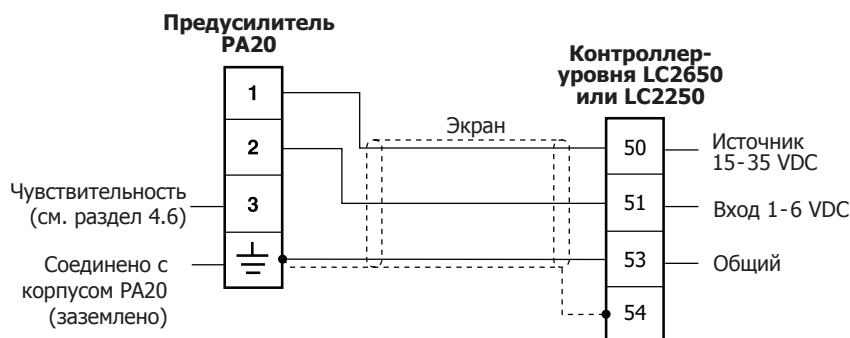 Предусилитель
PA20
Контроллер-
уровня LC2650
или LC2250
1
2
3
Экран
50
51
53
54
Источник
15-35 VDC
Вход 1-6 VDC
Общий
Чувствительность
(см. раздел 4.6)
Соединено с
корпусом PA20
(заземлено)